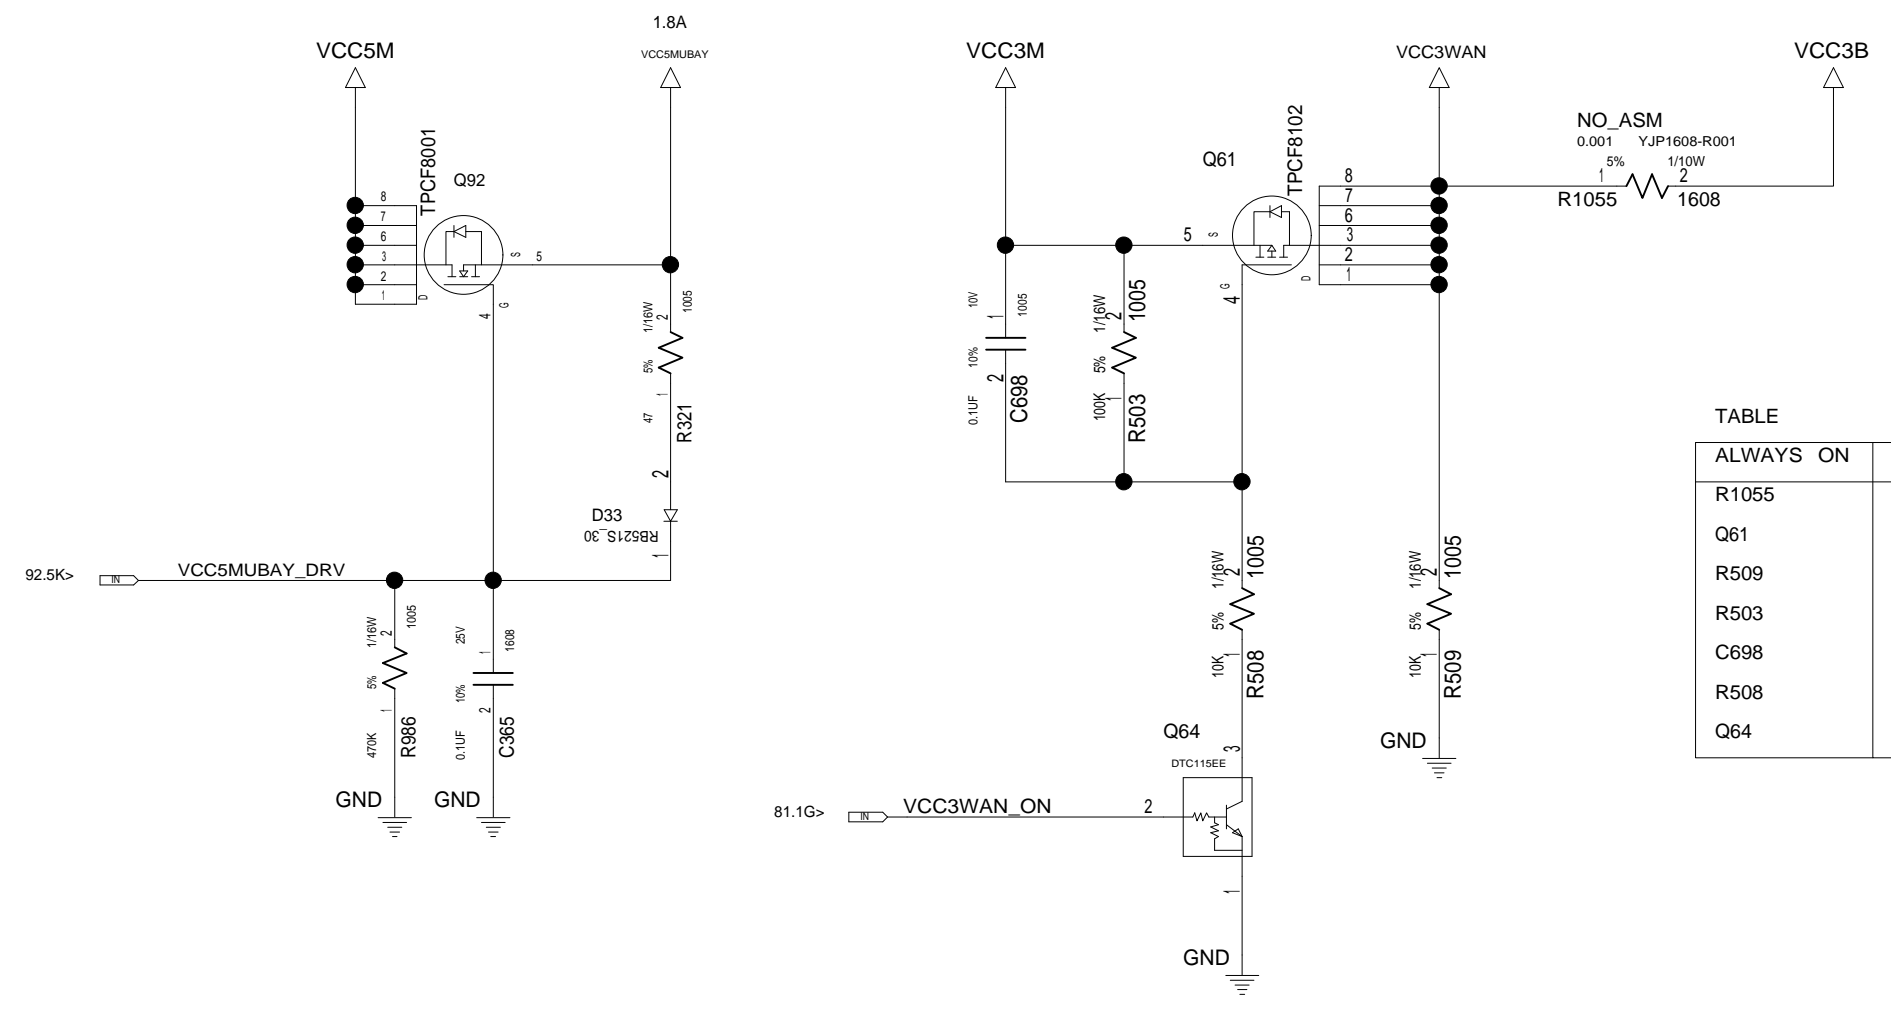 1.8A
VCC5M
VCC5MUBAY
TPCF8001
Q92
8
7
6
3
2
1
D
S
5
4
G
1/16W
2
1005
5%
47
1
R321
2
D33
RB521S_30
1
92.5K>
IN
VCC5MUBAY_DRV
1/16W
2
1005
5%
470K
1
R986
GND
25V
1
1608
10%
0.1UF
2
C365
GND
VCC3M
VCC3WAN
VCC3B
Q61
TPCF8102
NO_ASM
0.001 YJP1608-R001
5% 1/10W
1 2
R1055 1608
8
7
6
3
2
1
5
S
G
4
D
10V
1
1005
10%
0.1UF
2
C698
1/16W
2
1005
5%
100K
1
R503
1/16W
2
1005
5%
10K
1
R508
1/16W
2
1005
5%
10K
1
R509
GND
Q64
DTC115EE
3
81.1G>
IN
VCC3WAN_ON
2
1
GND
TABLE
ALWAYS ON
R1055
Q61
R509
R503
C698
R508
Q64